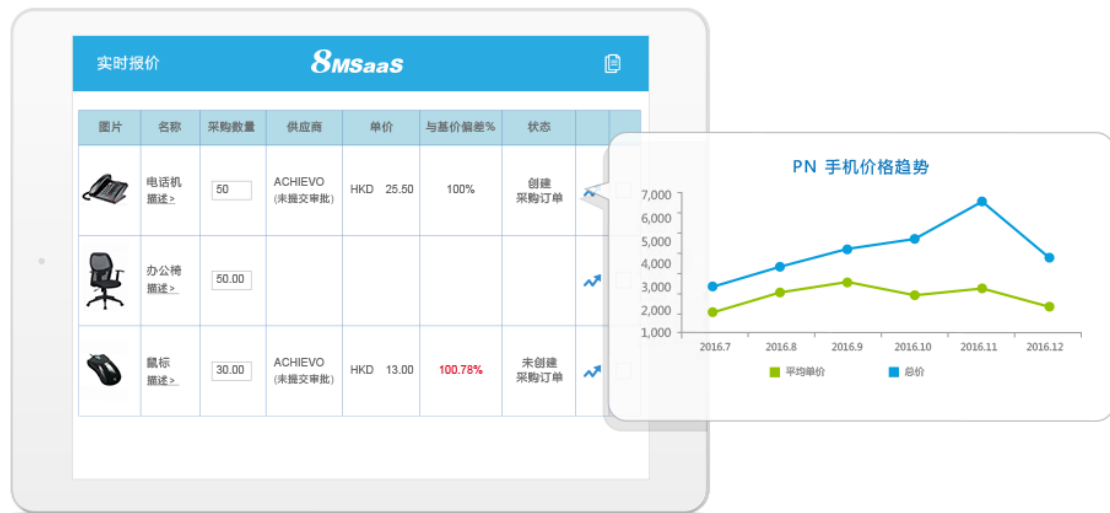 实时报价
8MSaaS
图片 名称 采购数量 供应商 单价 与基价偏差% 状态
电话机
描述>
50
ACHIEVO
(未提交审批)
HKD 25.50
100%
创建
采购订单
办公椅
描述>
50.00
鼠标
描述>
30.00
ACHIEVO
(未提交审批)
HKD 13.00
100.78%
未创建
采购订单
PN 手机价格趋势
7,000
6,000
5,000
4,000
3,000
2,000
1,000
2016.7 2016.8 2016.9 2016.10 2016.11 2016.12
平均单价 总价